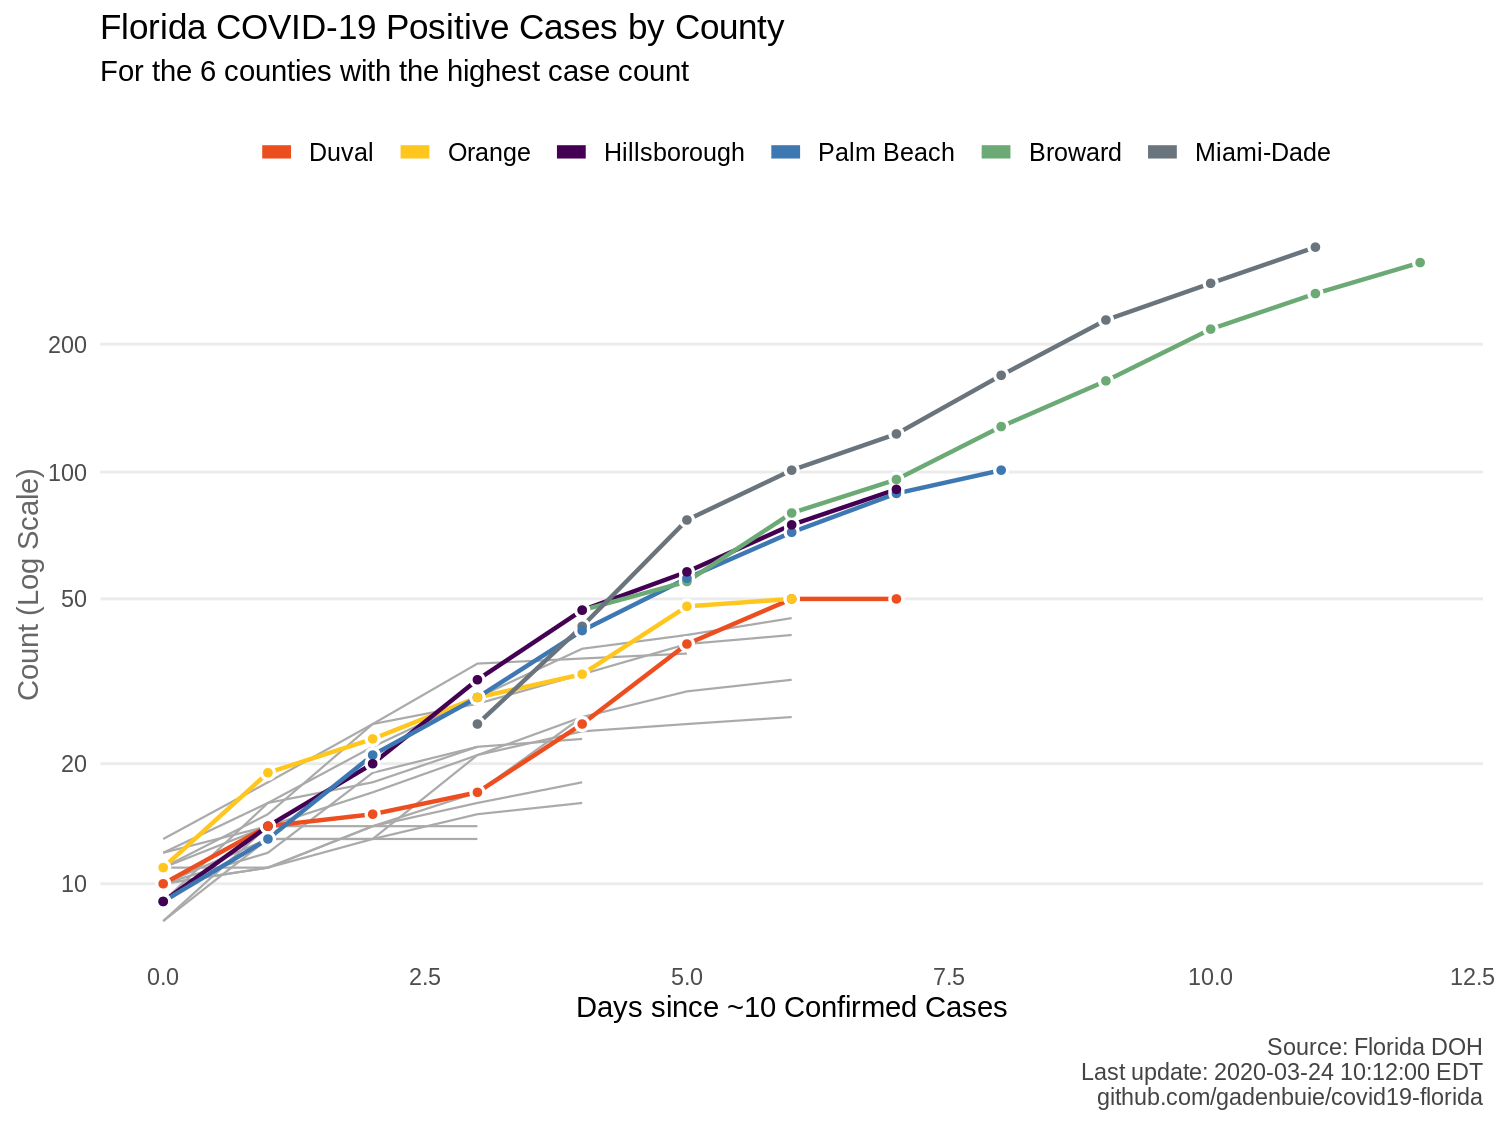 Florida COVID-19 Positive Cases by County
For the 6 counties with the highest case count
Duval Orange Hillsborough Palm Beach Broward Miami-Dade
Count (Log Scale)
200
100
50
20
10
0.0 2.5 5.0 7.5 10.0 12.5
Days since ~10 Confirmed Cases
Source: Florida DOH
Last update: 2020-03-24 10:12:00 EDT
github.com/gadenbuie/covid19-florida